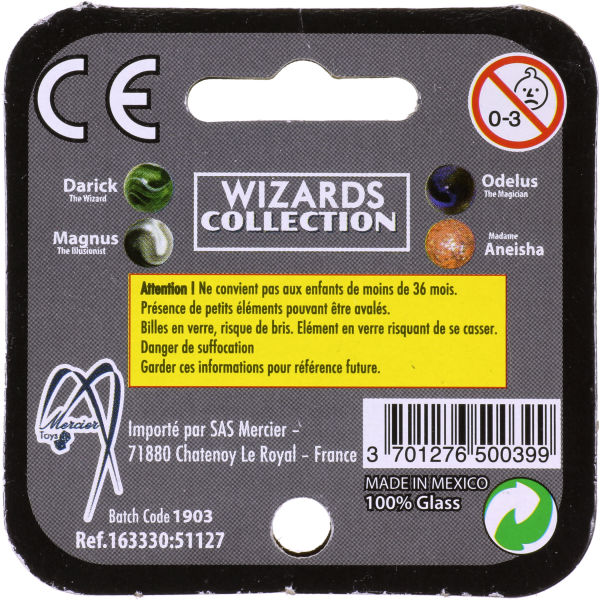 CE
0-3
Darick
The Wizard
WIZARDS
COLLECTION
Odelus
The Magician
Magnus
The Illusionist
Madame
Aneisha
Attention ! Ne convient pas aux enfants de moins de 36 mois.
Présence de petits éléments pouvant être avalés.
Billes en verre, risque de bris. Elément en verre risquant de se casser.
Danger de suffocation
Garder ces informations pour référence future.
Mercier
Toys
Importé par SAS Mercier –
71880 Chatenoy Le Royal – France
3 701276 500399
MADE IN MEXICO
100% Glass
Batch Code 1903
Ref.163330:51127